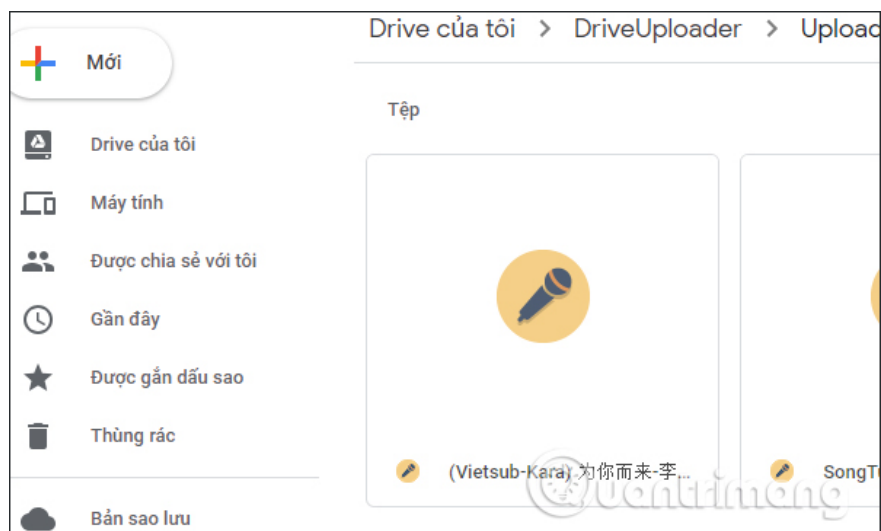 Drive của tôi > DriveUploader > Upload
Mới
Tệp
Drive của tôi
Máy tính
Được chia sẻ với tôi
Gần đây
Được gắn dấu sao
Thùng rác
(Vietsub-Kara) 为你而来-李...
SongT
Quantrimang
Bản sao lưu